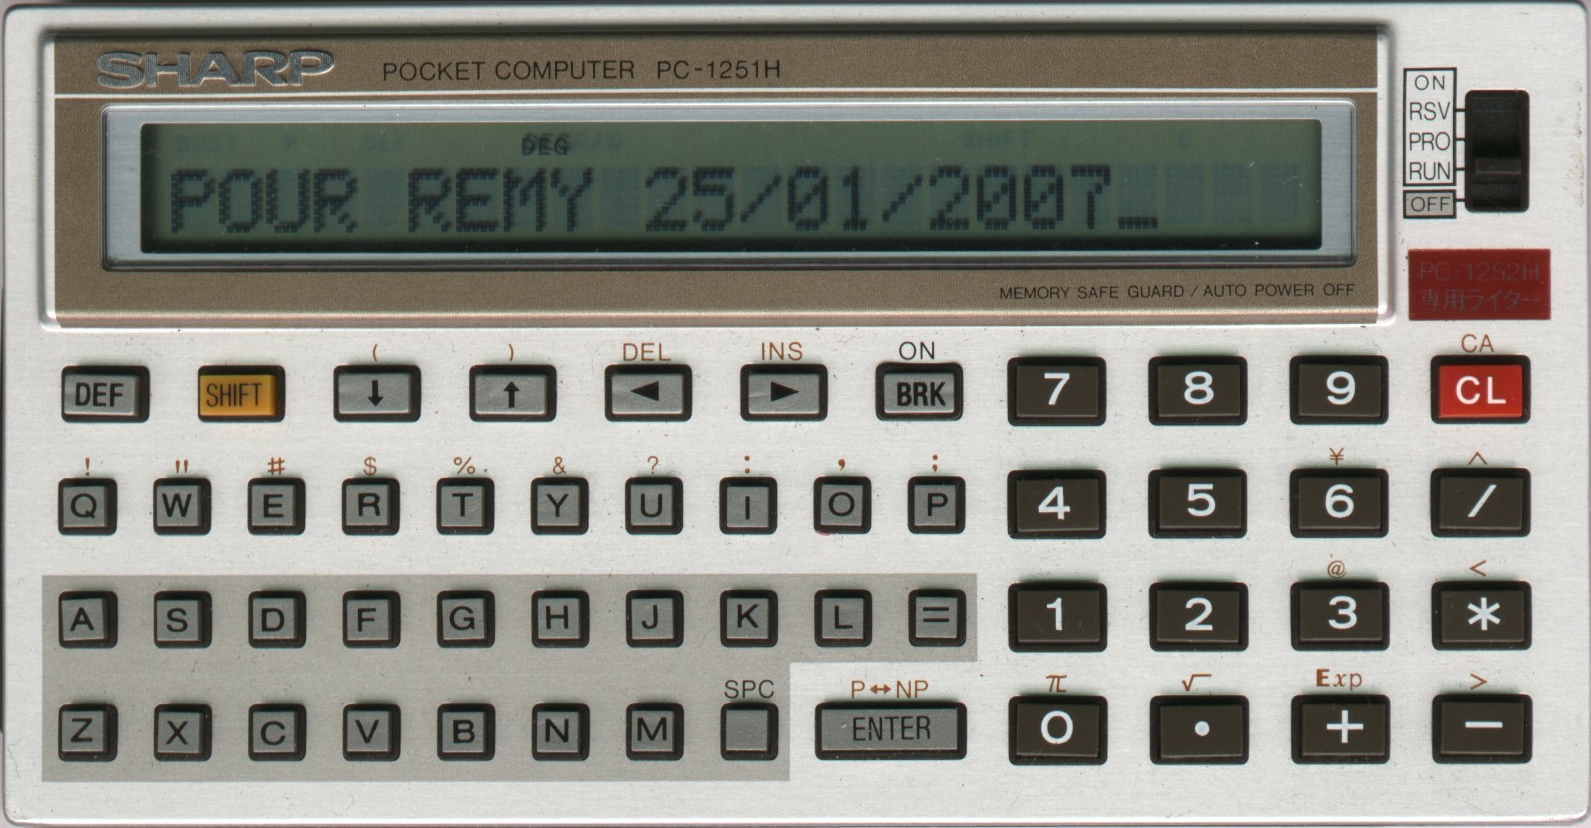 SHARP POCKET COMPUTER PC-1251H
DEG
POUR REMY 25/01/2007_
MEMORY SAFE GUARD / AUTO POWER OFF
ON
RSV
PRO
RUN
OFF
PC-1252H
専用ライター
( ) DEL INS ON CA
DEF SHIFT ↓ ↑ ◄ ► BRK 7 8 9 CL
! " # $ % & ? : , ; ¥ ^
Q W E R T Y U I O P 4 5 6 /
@ <
A S D F G H J K L = 1 2 3 *
SPC P↔NP π √ Exp >
Z X C V B N M ENTER 0 • + −